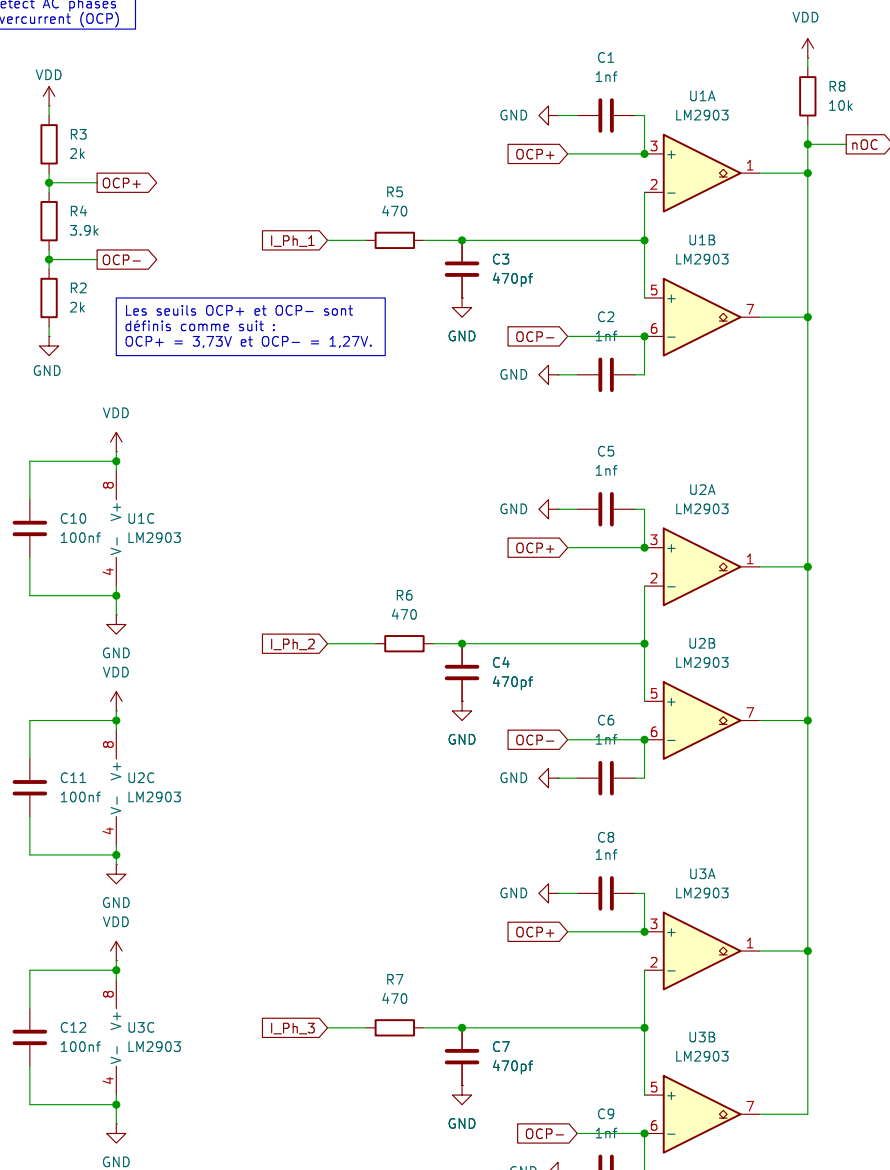 etect AC phases
vercurrent (OCP)
VDD
R3
2k
OCP+
R4
3.9k
OCP-
R2
2k
GND
Les seuils OCP+ et OCP- sont
définis comme suit :
OCP+ = 3,73V et OCP- = 1,27V.
VDD
8
V+
C10
100nf
U1C
LM2903
V-
4
GND
VDD
8
V+
C11
100nf
U2C
LM2903
V-
4
GND
VDD
8
V+
C12
100nf
U3C
LM2903
V-
4
GND
VDD
R8
10k
nOC
C1
1nf
GND
U1A
LM2903
OCP+
3
+
1
2
-
R5
470
I_Ph_1
C3
470pf
GND
U1B
LM2903
5
+
7
C2
1nf
OCP-
6
-
GND
C5
1nf
GND
U2A
LM2903
OCP+
3
+
1
2
-
R6
470
I_Ph_2
C4
470pf
GND
U2B
LM2903
5
+
7
C6
1nf
OCP-
6
-
GND
C8
1nf
GND
U3A
LM2903
OCP+
3
+
1
2
-
R7
470
I_Ph_3
C7
470pf
GND
U3B
LM2903
5
+
7
C9
1nf
OCP-
6
-
GND